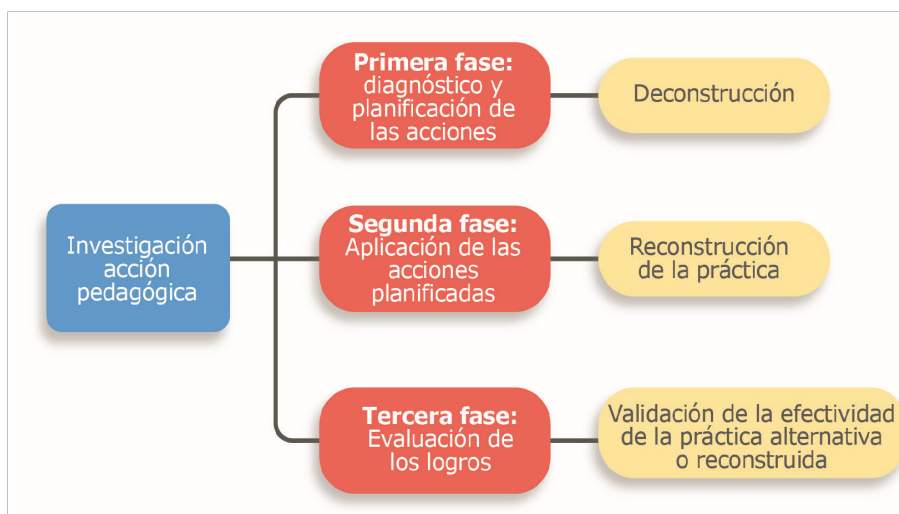 Investigación
acción
pedagógica
Primera fase:
diagnóstico y
planificación de
las acciones
Deconstrucción
Segunda fase:
Aplicación de las
acciones
planificadas
Reconstrucción
de la práctica
Tercera fase:
Evaluación de
los logros
Validación de la efectividad
de la práctica alternativa
o reconstruida